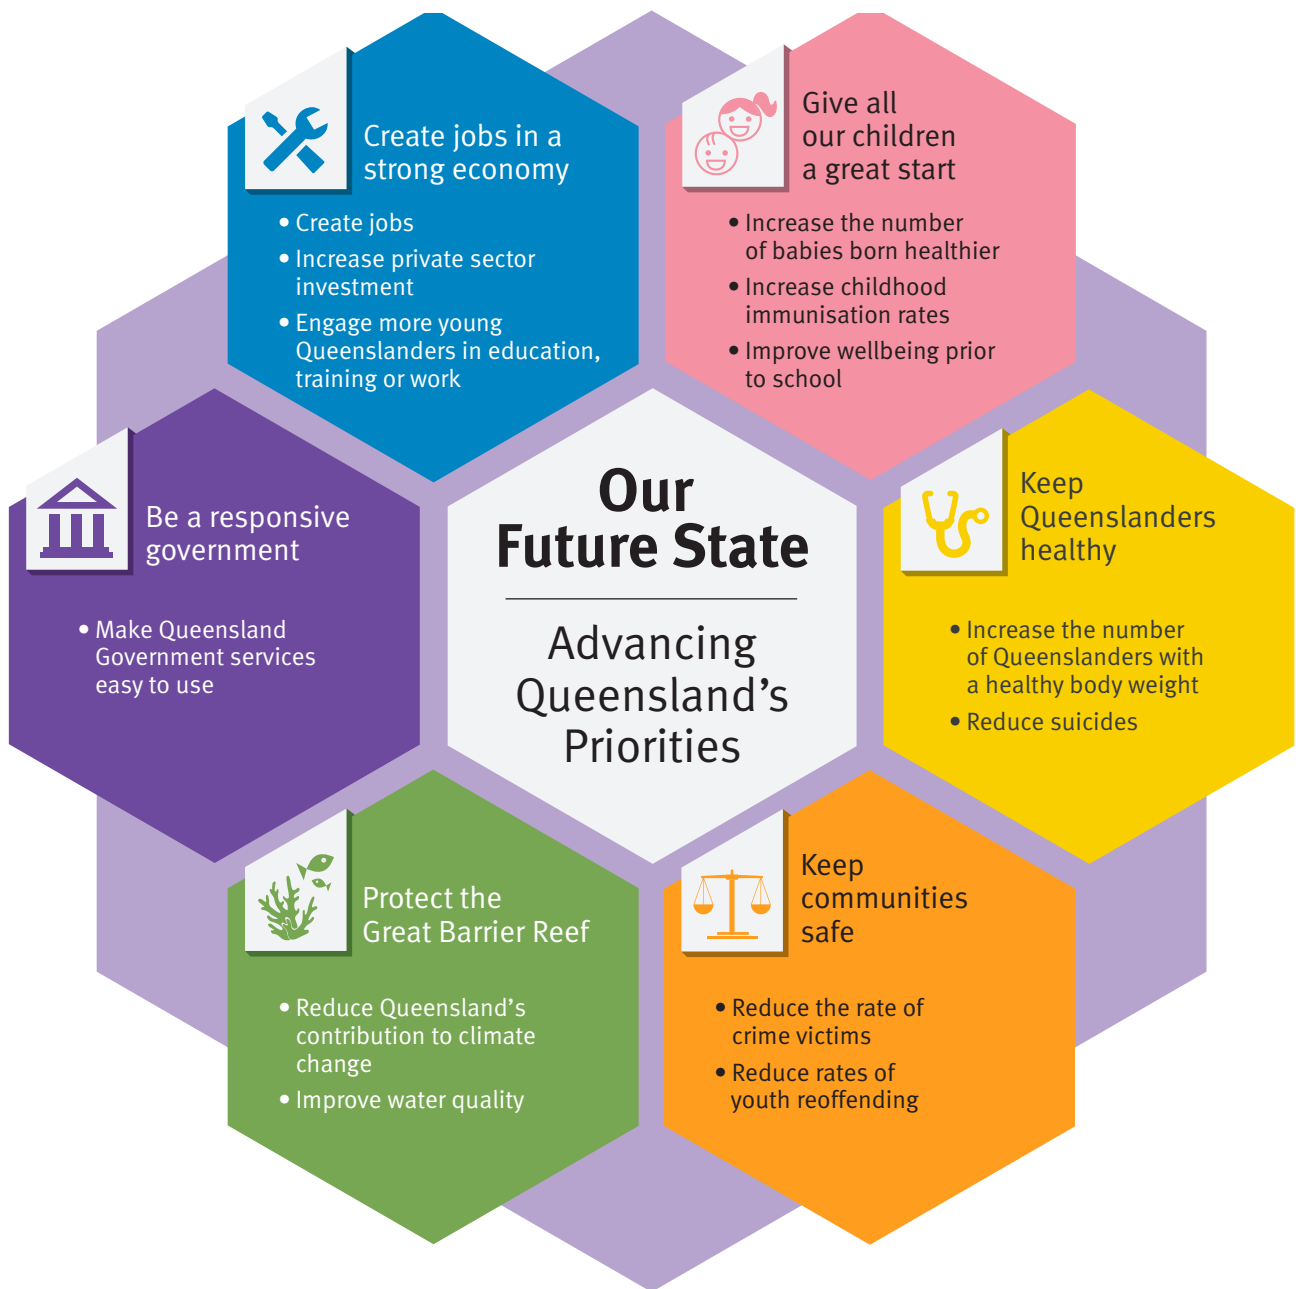 Create jobs in a
strong economy
• Create jobs
• Increase private sector
investment
• Engage more young
Queenslanders in education,
training or work
Give all
our children
a great start
• Increase the number
of babies born healthier
• Increase childhood
immunisation rates
• Improve wellbeing prior
to school
Be a responsive
government
• Make Queensland
Government services
easy to use
Our
Future State
Advancing
Queensland’s
Priorities
Keep
Queenslanders
healthy
• Increase the number
of Queenslanders with
a healthy body weight
• Reduce suicides
Protect the
Great Barrier Reef
• Reduce Queensland’s
contribution to climate
change
• Improve water quality
Keep
communities
safe
• Reduce the rate of
crime victims
• Reduce rates of
youth reoffending